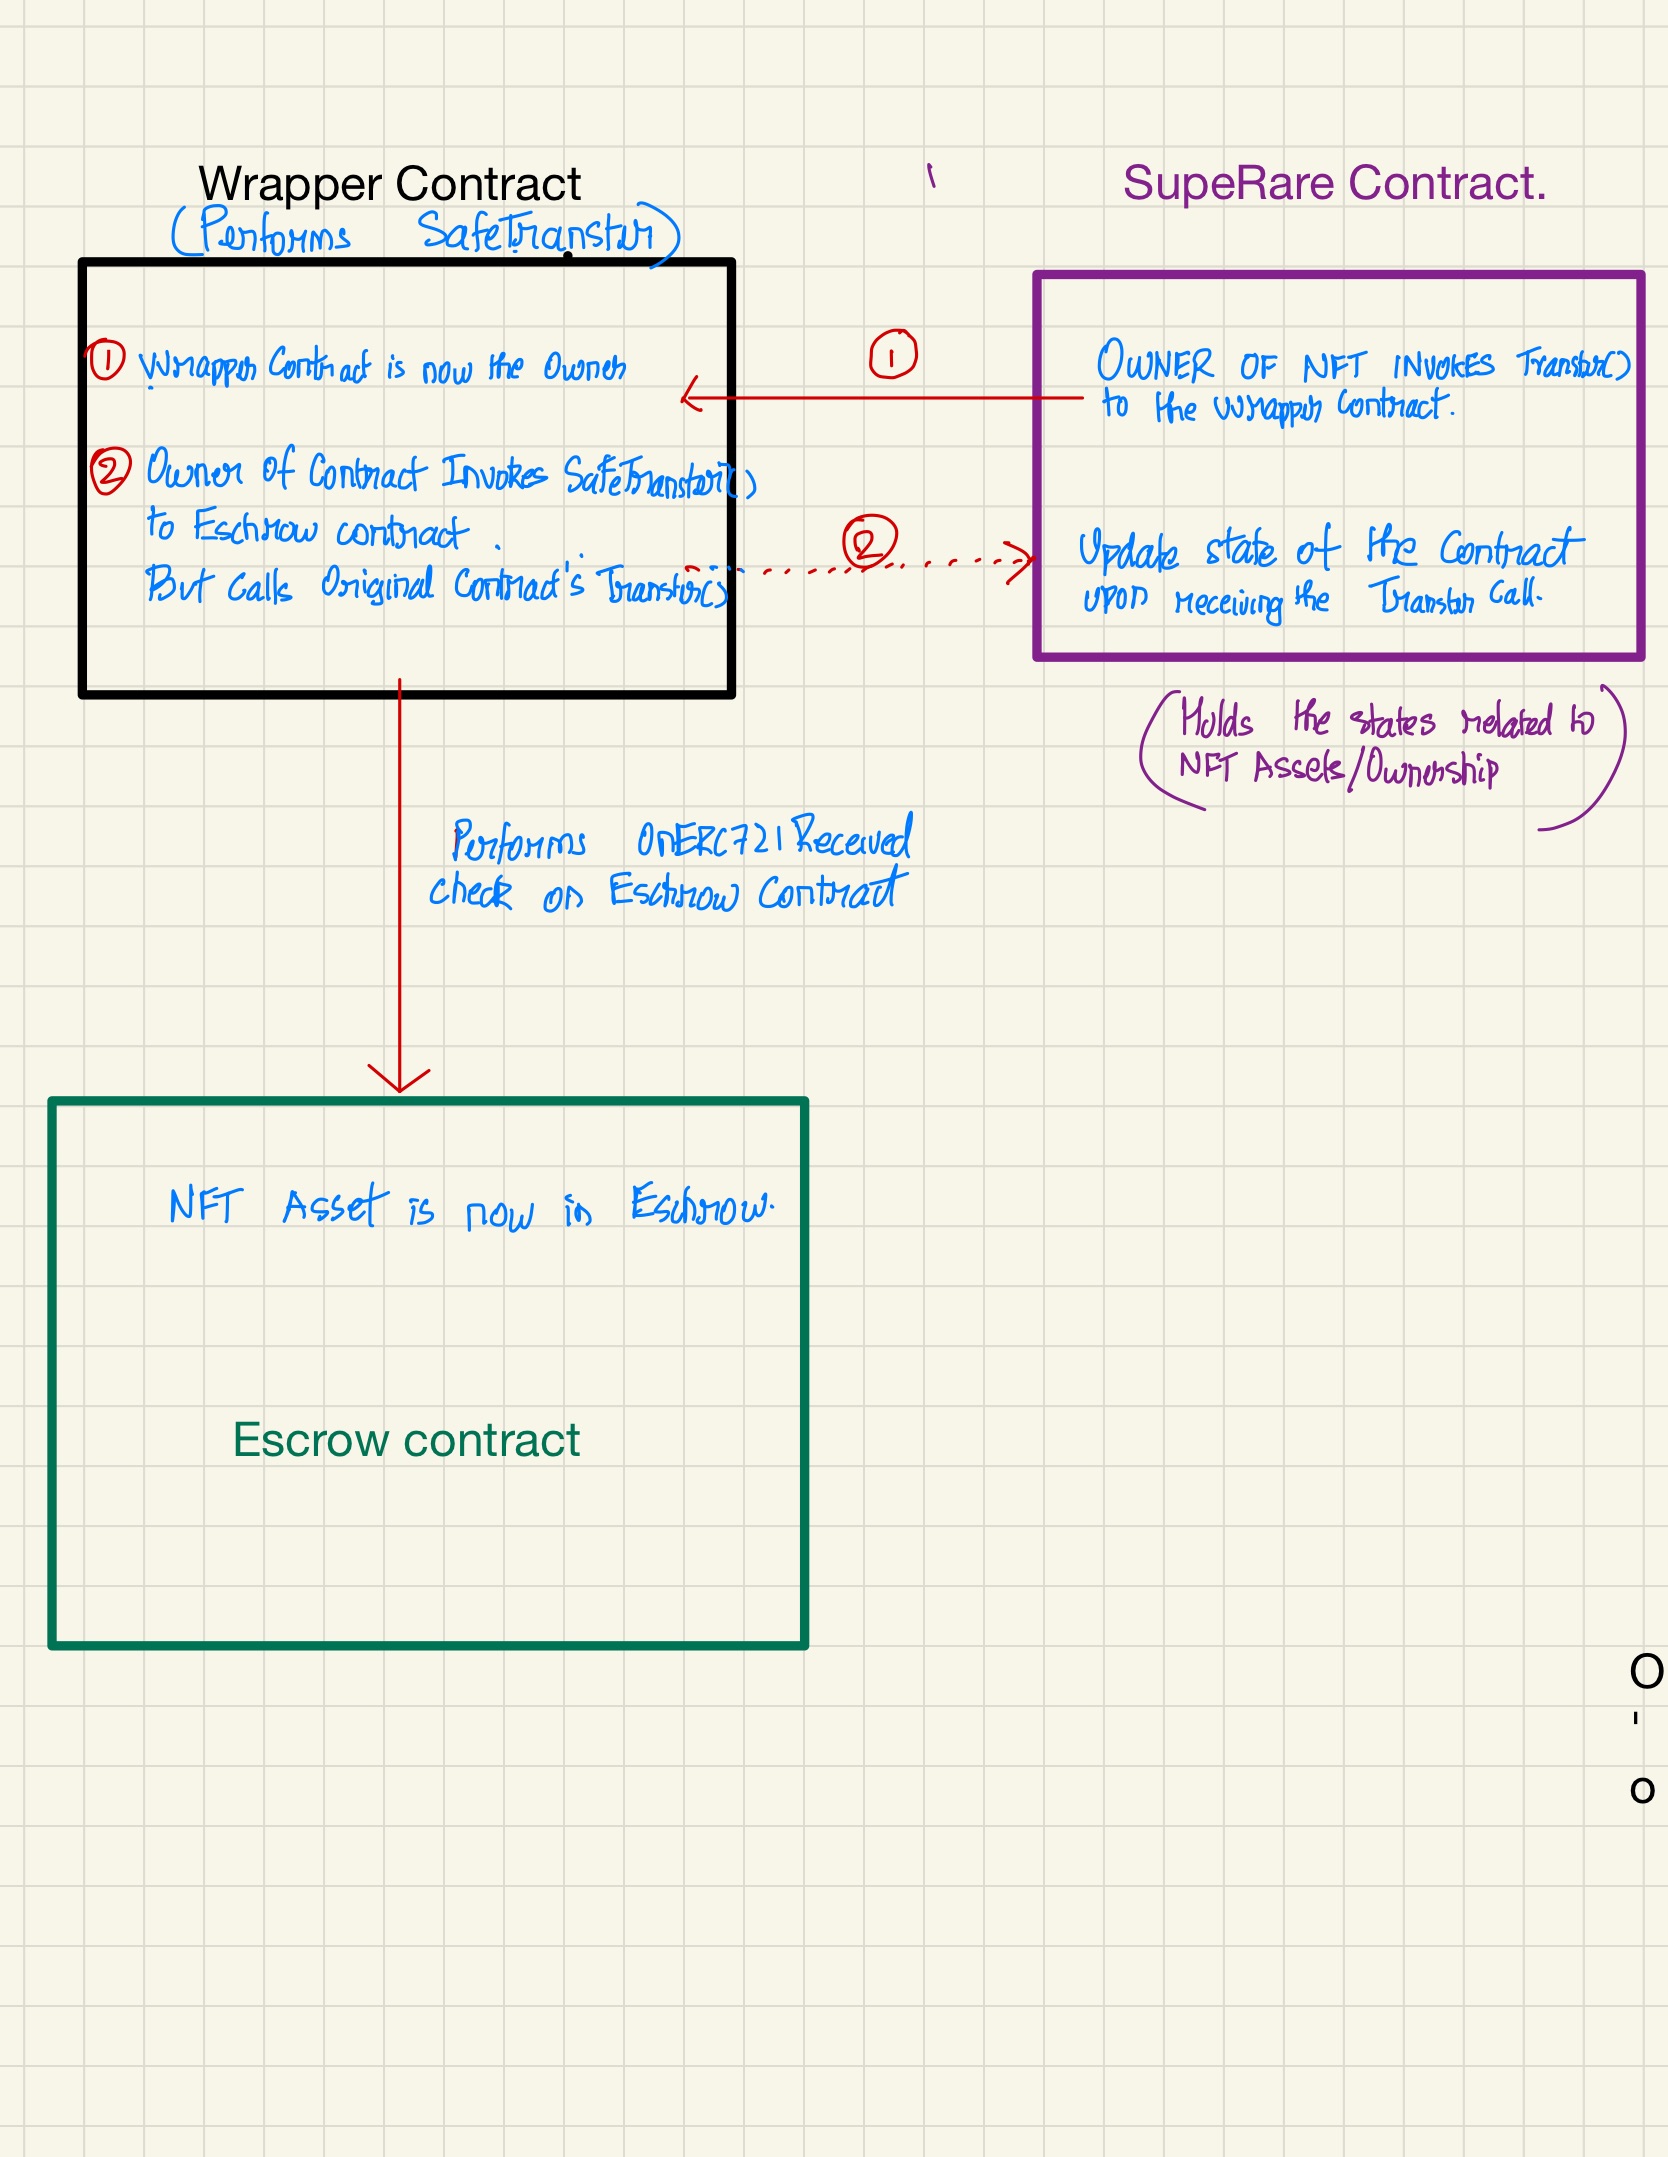 Wrapper Contract
(Performs SafeTransfer)
① Wrapper Contract is now the Owner
② Owner of Contract Invokes SafeTransfer()
to Eschrow contract.
But calls Original Contract's Transfer()
①
②
SupeRare Contract.
OWNER OF NFT INVOKES Transfer()
to the wrapper contract.
Update state of the Contract
upon receiving the Transfer Call.
(Holds the states related to
NFT Assets/Ownership)
Performs OnERC721Received
check on Eschrow Contract
NFT Asset is now in Eschrow.
Escrow contract
O
-
o